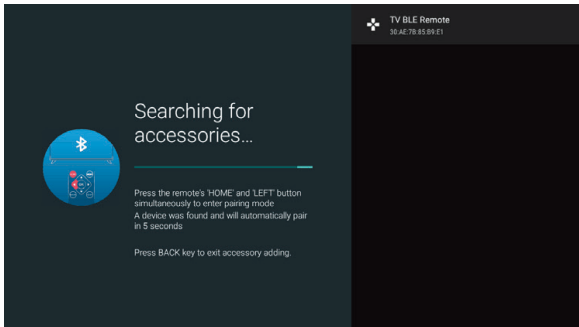 TV BLE Remote
30:AE:7B:85:B9:E1
Searching for
accessories...
Press the remote's 'HOME' and 'LEFT' button
simultaneously to enter pairing mode
A device was found and will automatically pair
in 5 seconds
Press BACK key to exit accessory adding.